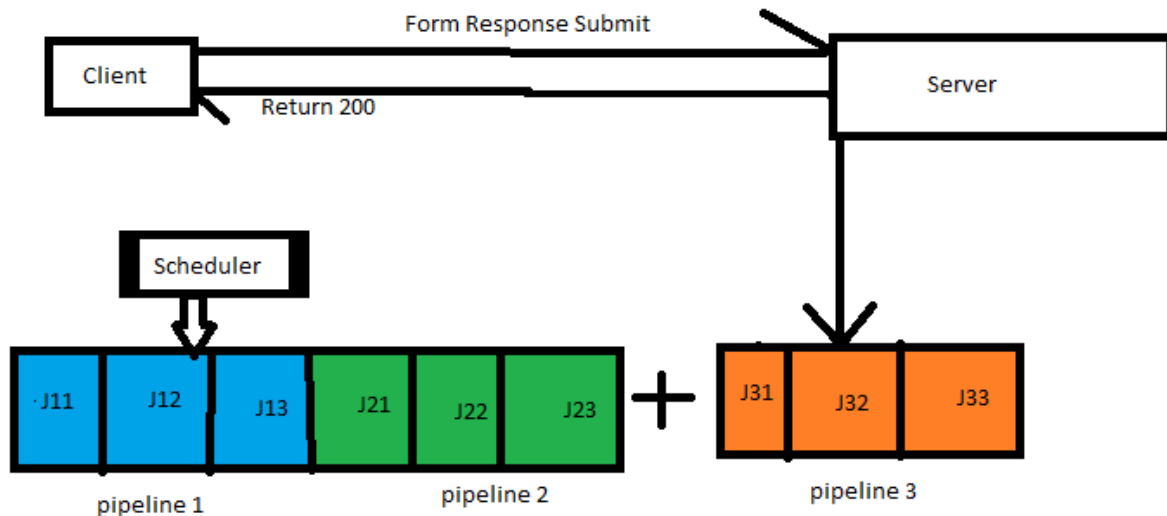 Form Response Submit
Client
Server
Return 200
Scheduler
J11 J12 J13 J21 J22 J23 J31 J32 J33
pipeline 1 pipeline 2 pipeline 3